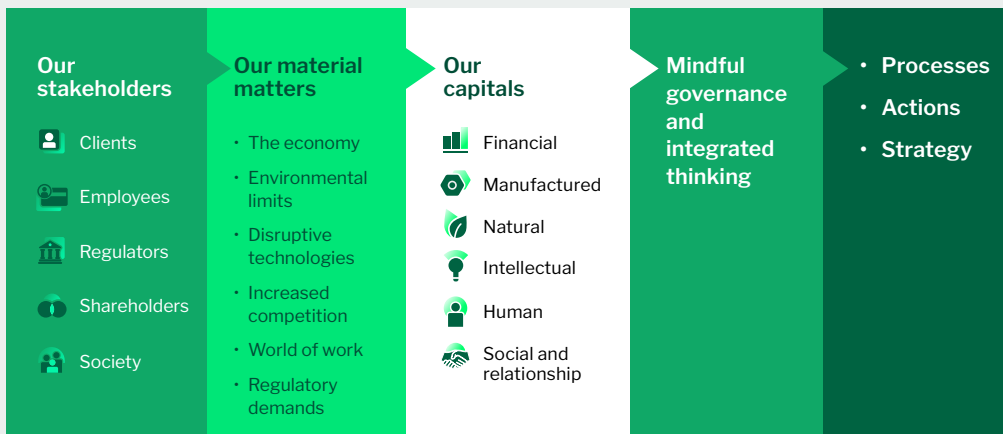 Our
stakeholders
Clients
Employees
Regulators
Shareholders
Society
Our material
matters
• The economy
• Environmental
limits
• Disruptive
technologies
• Increased
competition
• World of work
• Regulatory
demands
Our
capitals
Financial
Manufactured
Natural
Intellectual
Human
Social and
relationship
Mindful
governance
and
integrated
thinking
• Processes
• Actions
• Strategy